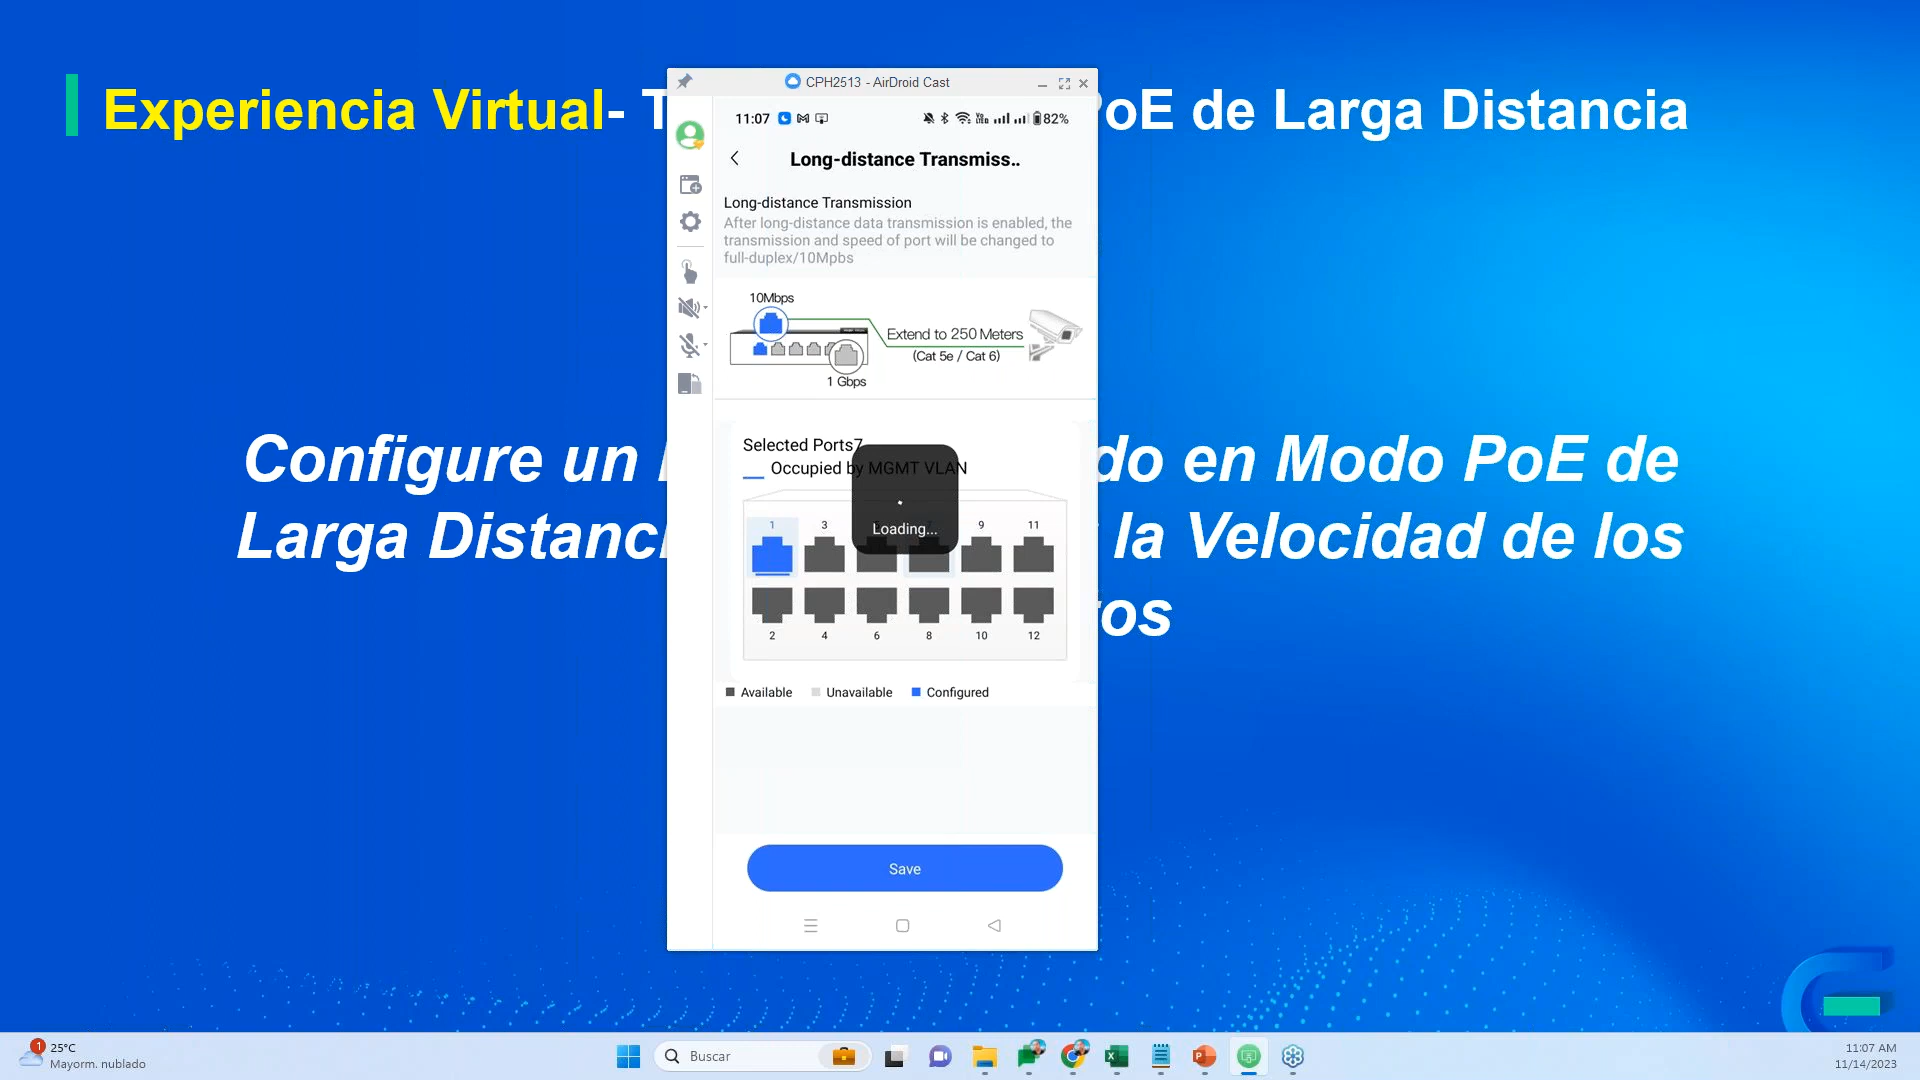 Experiencia Virtual- T
oE de Larga Distancia
Configure un
do en Modo PoE de
Larga Distanci
la Velocidad de los
tos
CPH2513 - AirDroid Cast
11:07
82%
Long-distance Transmiss..
Long-distance Transmission
After long-distance data transmission is enabled, the
transmission and speed of port will be changed to
full-duplex/10Mpbs
10Mbps
Extend to 250 Meters
(Cat 5e / Cat 6)
1 Gbps
Selected Ports7
Occupied by MGMT VLAN
Loading...
1 3 7 9 11
2 4 6 8 10 12
Available Unavailable Configured
Save
1
25°C
Mayorm. nublado
Buscar
11:07 AM
11/14/2023